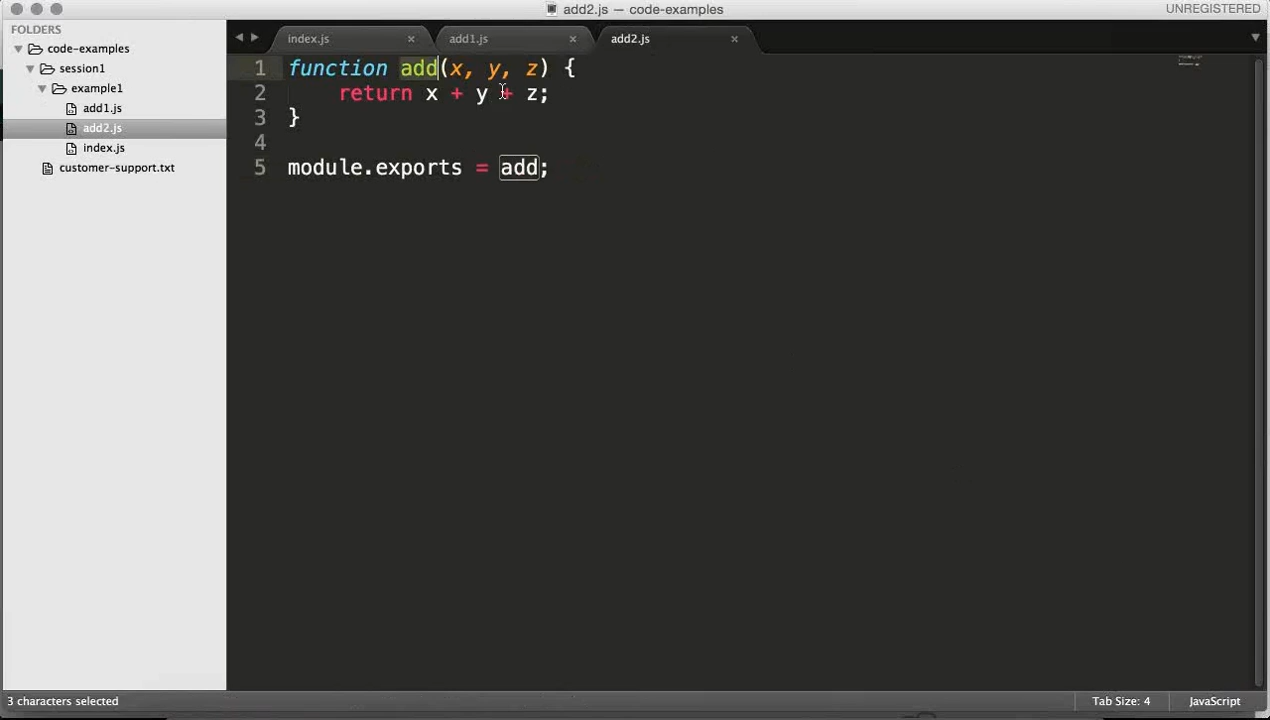 add2.js — code-examples
UNREGISTERED
FOLDERS
code-examples
session1
example1
add1.js
add2.js
index.js
customer-support.txt
index.js × add1.js × add2.js ×
1 function add(x, y, z) {
2 return x + y + z;
3 }
4
5 module.exports = add;
3 characters selected
Tab Size: 4
JavaScript